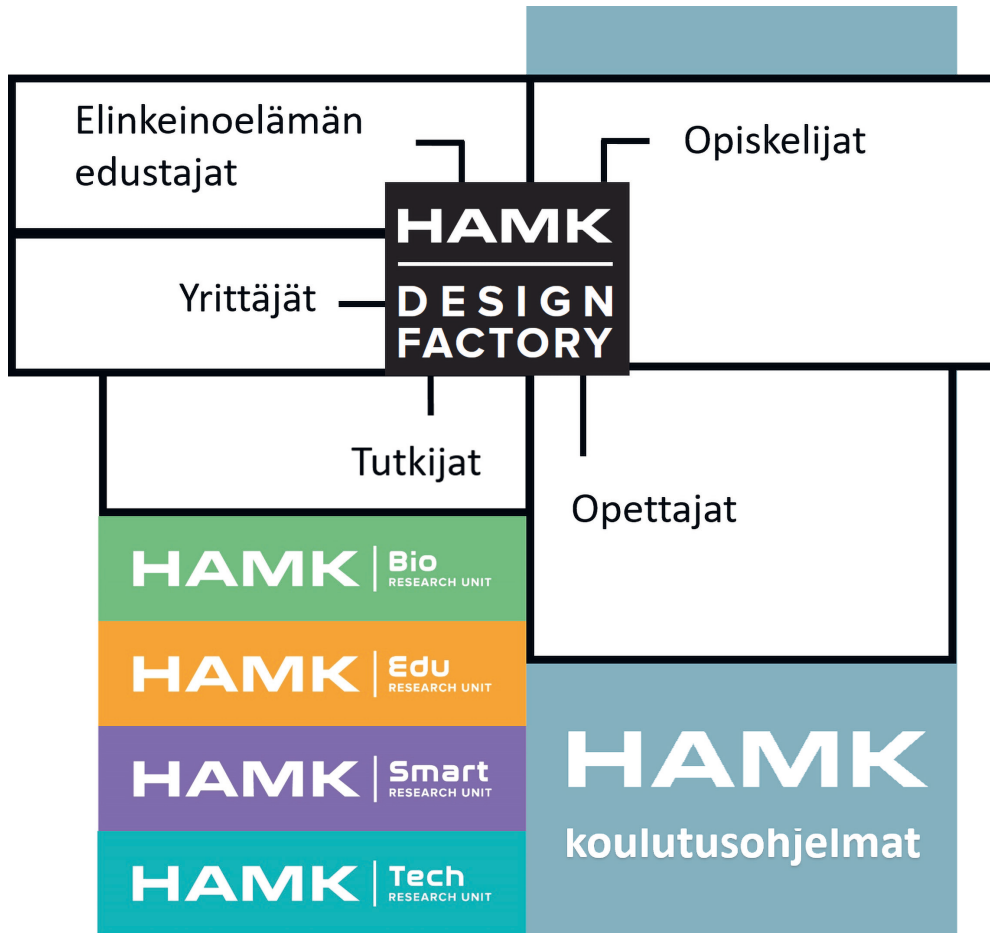 Elinkeinoelämän
edustajat
Opiskelijat
HAMK
DESIGN
FACTORY
Yrittäjät
Tutkijat
Opettajat
HAMK Bio
RESEARCH UNIT
HAMK Edu
RESEARCH UNIT
HAMK Smart
RESEARCH UNIT
HAMK Tech
RESEARCH UNIT
HAMK
koulutusohjelmat